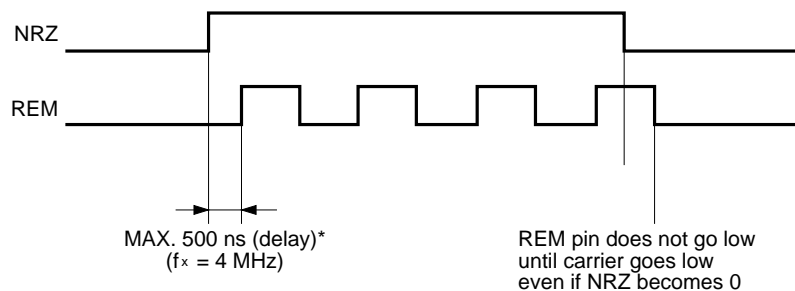 NRZ
REM
MAX. 500 ns (delay)*
(fx = 4 MHz)
REM pin does not go low
until carrier goes low
even if NRZ becomes 0